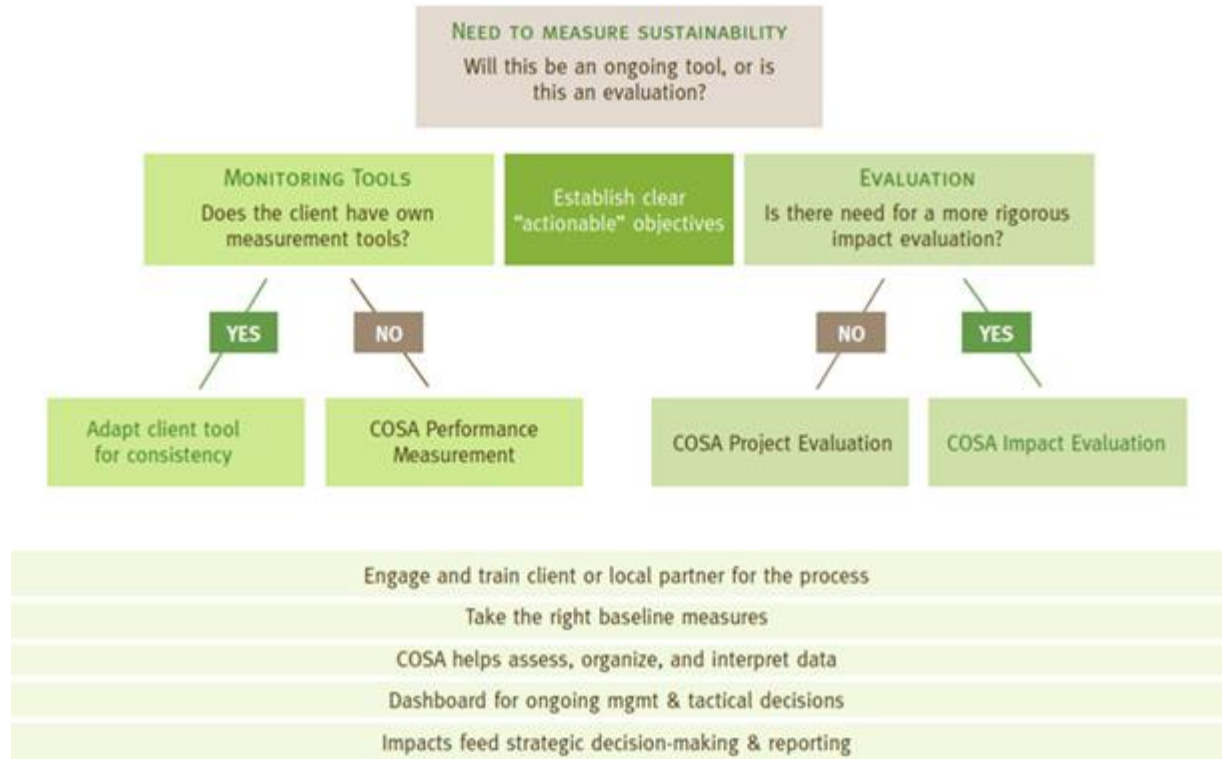 NEED TO MEASURE SUSTAINABILITY
Will this be an ongoing tool, or is
this an evaluation?
MONITORING TOOLS
Does the client have own
measurement tools?
Establish clear
“actionable” objectives
EVALUATION
Is there need for a more rigorous
impact evaluation?
YES
NO
NO
YES
Adapt client tool
for consistency
COSA Performance
Measurement
COSA Project Evaluation
COSA Impact Evaluation
Engage and train client or local partner for the process
Take the right baseline measures
COSA helps assess, organize, and interpret data
Dashboard for ongoing mgmt & tactical decisions
Impacts feed strategic decision-making & reporting